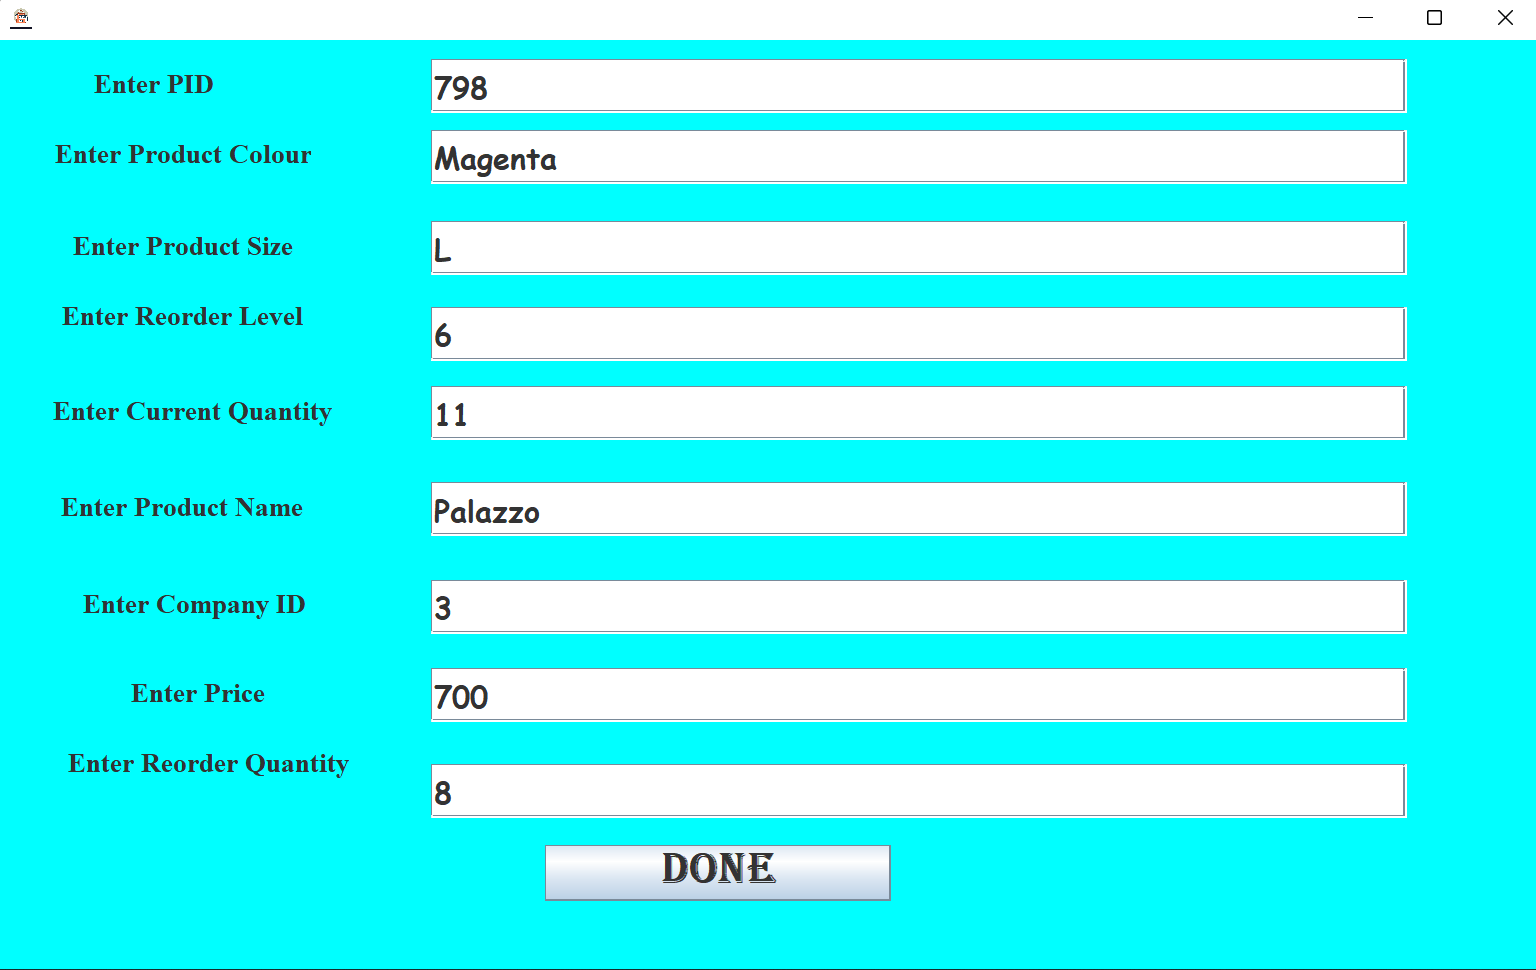 Enter PID 798
Enter Product Colour Magenta
Enter Product Size L
Enter Reorder Level 6
Enter Current Quantity 11
Enter Product Name Palazzo
Enter Company ID 3
Enter Price 700
Enter Reorder Quantity 8
DONE